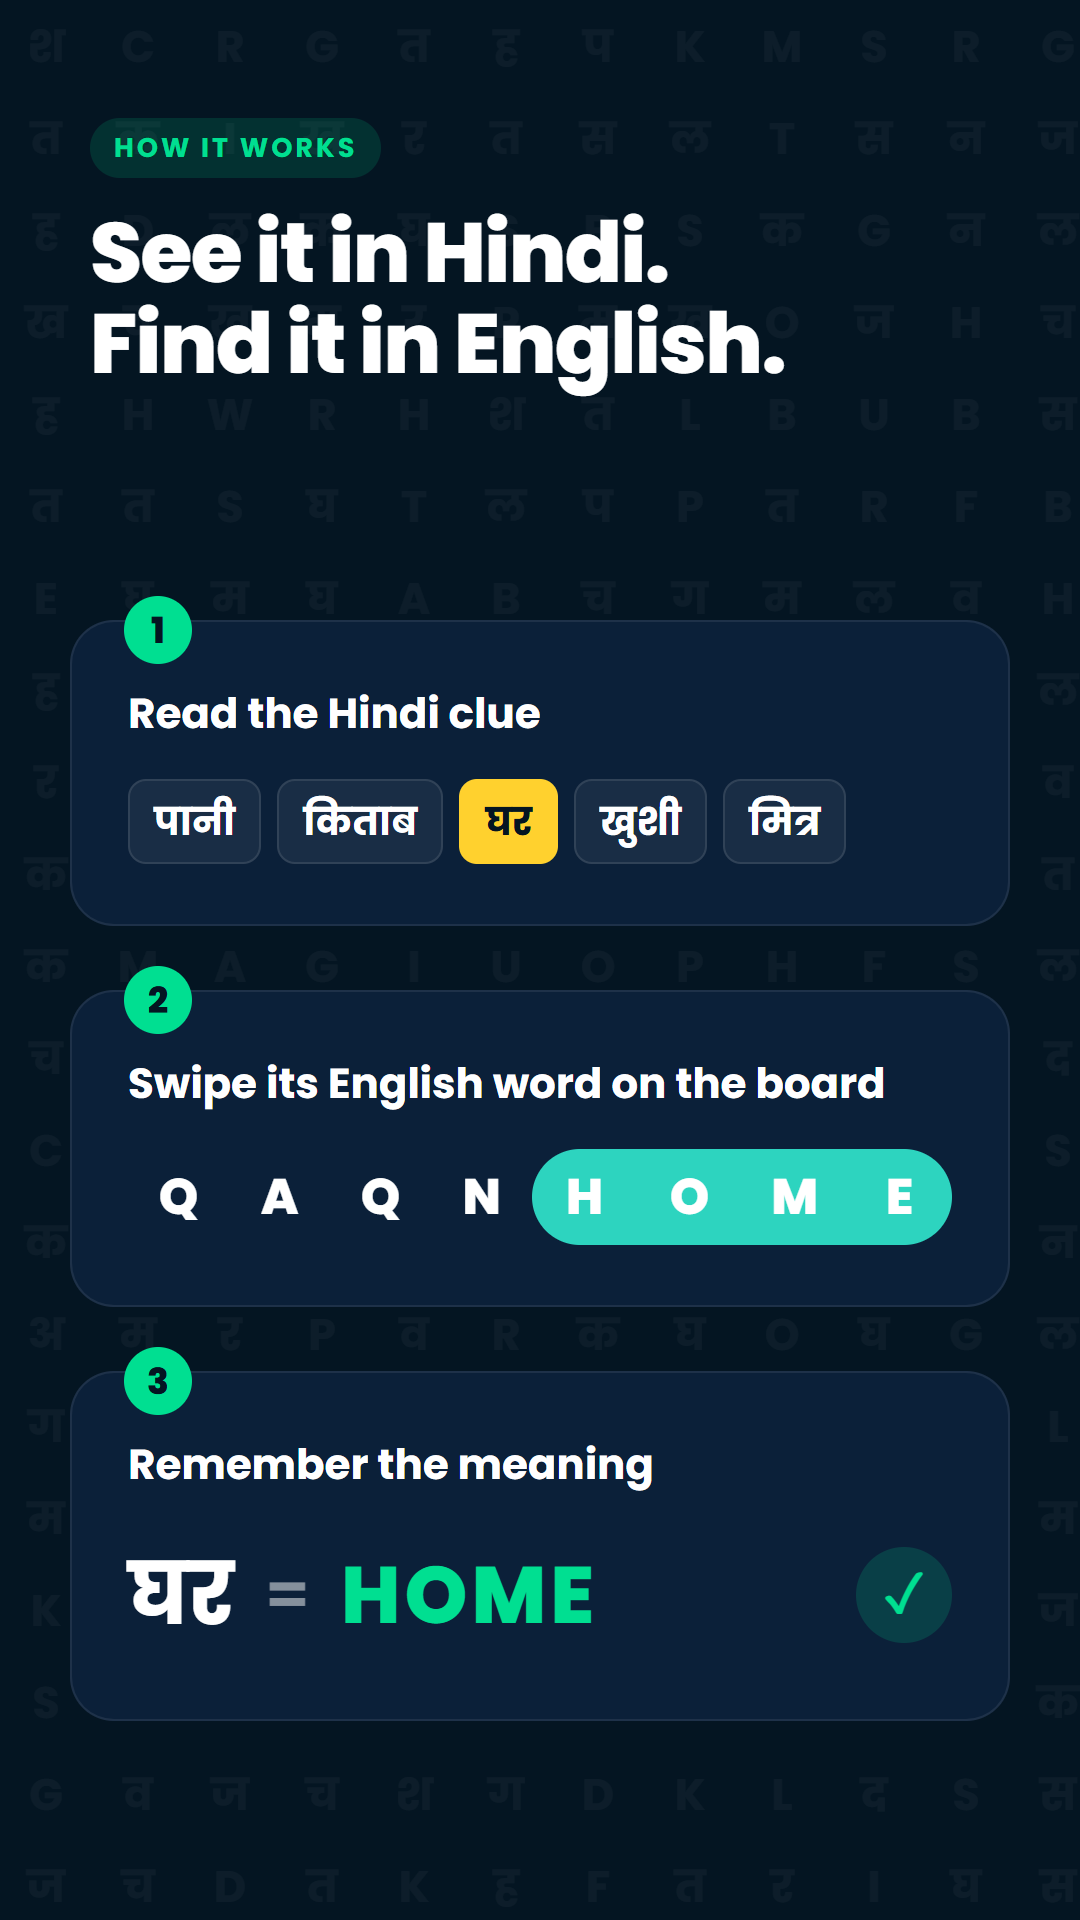 HOW IT WORKS
See it in Hindi.
Find it in English.
1
Read the Hindi clue
पानी किताब घर खुशी मित्र
2
Swipe its English word on the board
Q A Q N H O M E
3
Remember the meaning
घर = HOME ✓